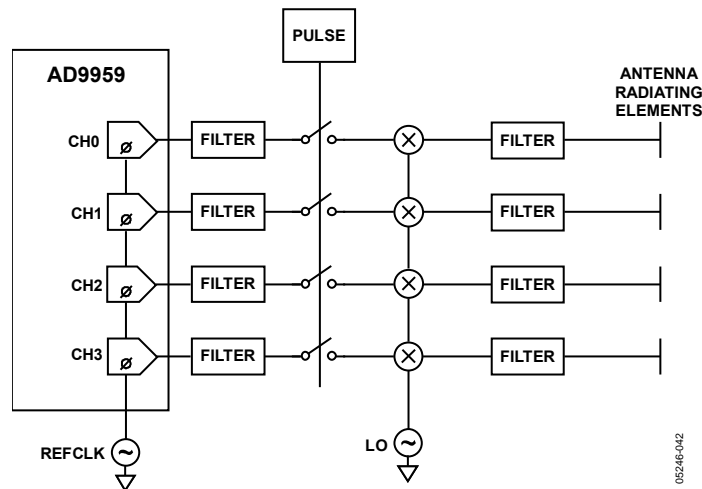 PULSE
AD9959
ANTENNA
RADIATING
ELEMENTS
CH0
FILTER
FILTER
CH1
FILTER
FILTER
CH2
FILTER
FILTER
CH3
FILTER
FILTER
REFCLK
LO
05246-042